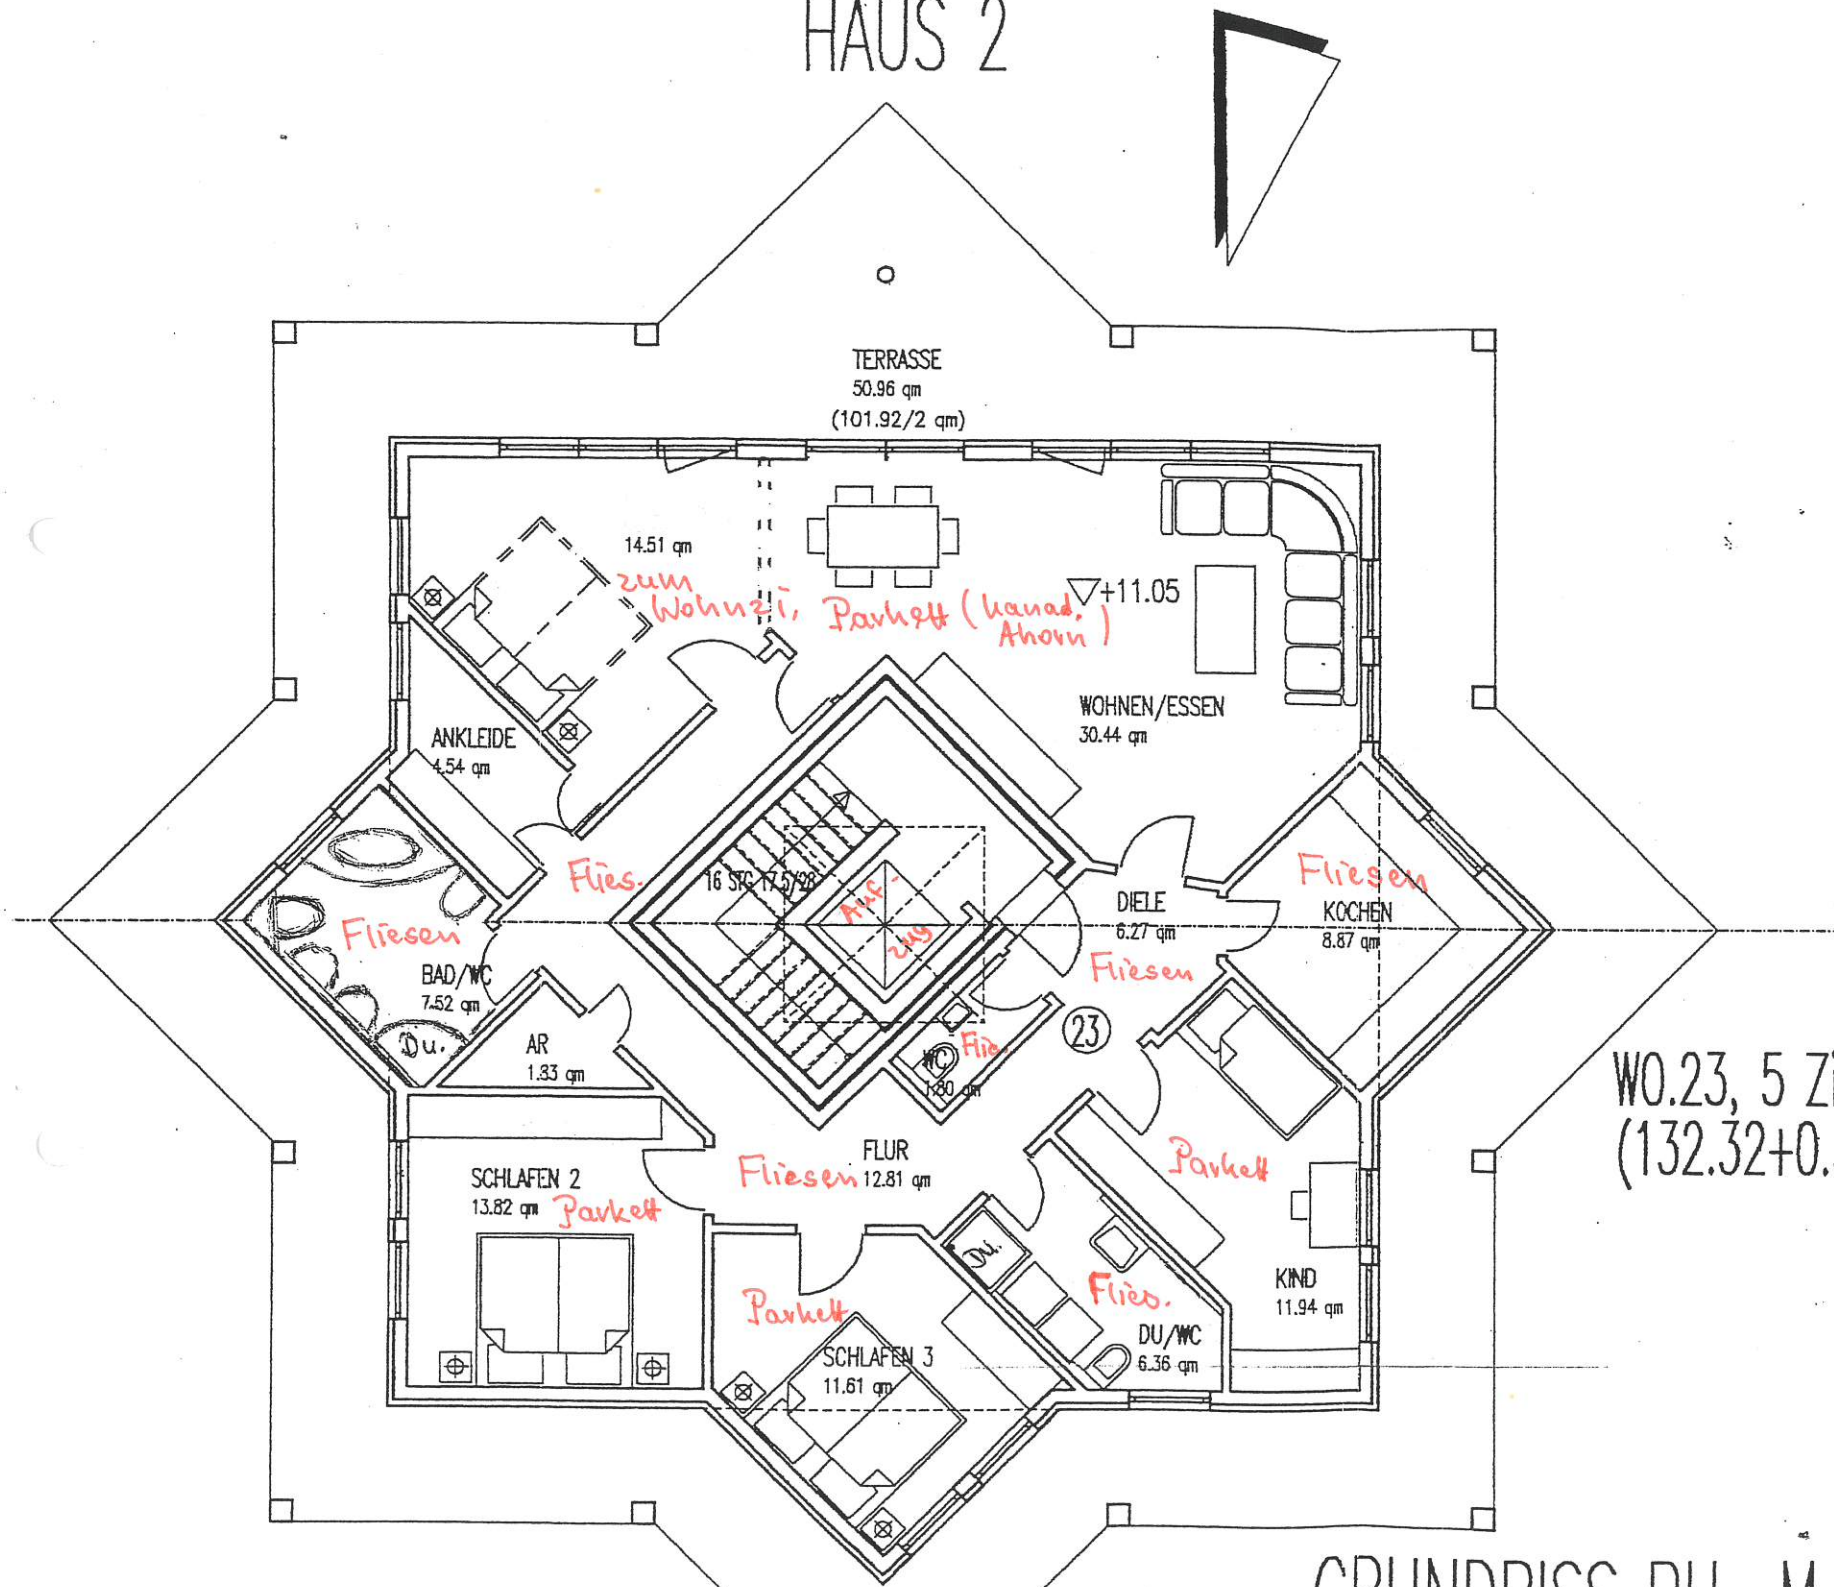 HAUS 2
TERRASSE
50.96 qm
(101.92/2 qm)
14.51 qm
zum
Wohnzi,
Parkett (kanad.
Ahorn)
+11.05
WOHNEN/ESSEN
30.44 qm
ANKLEIDE
4.54 qm
Flies.
16 STG 17.5/28
Auf-
zug
DIELE
6.27 qm
Fliesen
Fliesen
KOCHEN
8.87 qm
Fliesen
BAD/WC
7.52 qm
Du.
AR
1.33 qm
WC
Flie.
1.80 qm
23
WO.23, 5 Zi
(132.32+0.
FLUR
Fliesen 12.81 qm
SCHLAFEN 2
13.82 qm
Parkett
Parkett
KIND
11.94 qm
Du.
Flies.
DU/WC
6.36 qm
Parkett
SCHLAFEN 3
11.61 qm
GRUNDRISS DU M